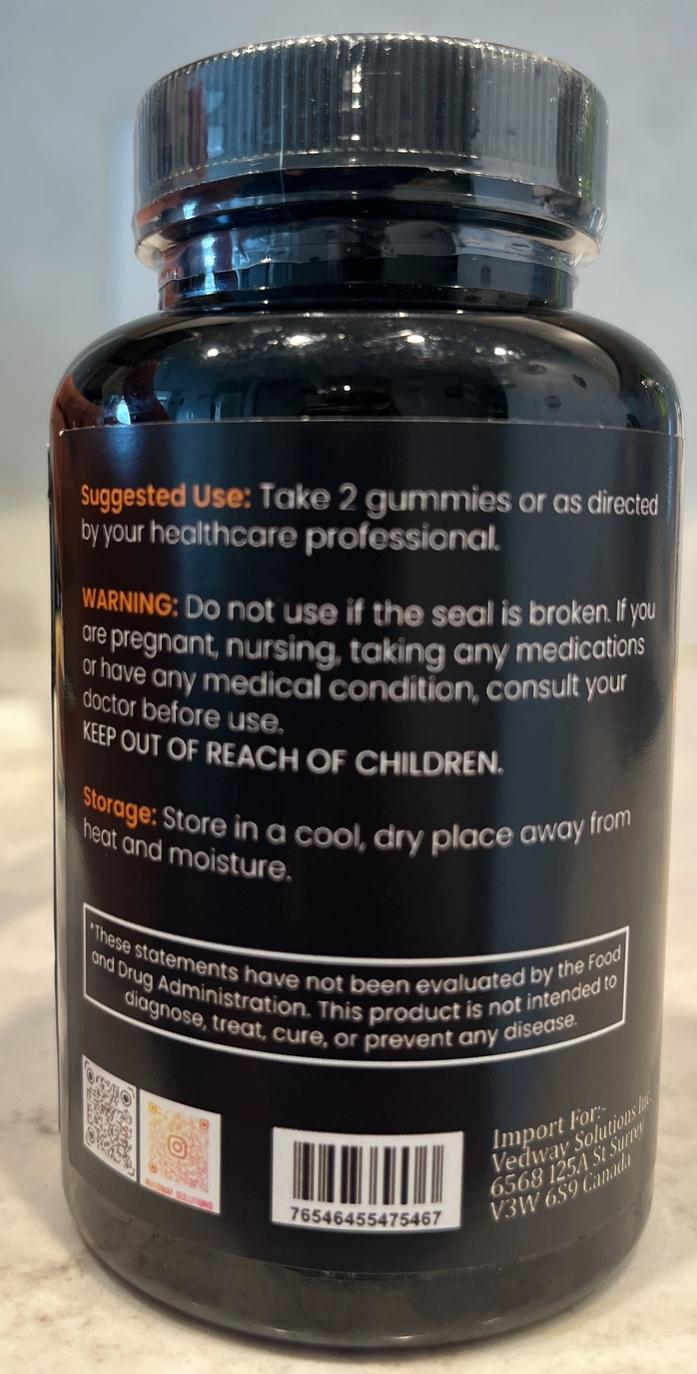 Suggested Use: Take 2 gummies or as directed
by your healthcare professional.
WARNING: Do not use if the seal is broken. If you
are pregnant, nursing, taking any medications
or have any medical condition, consult your
doctor before use.
KEEP OUT OF REACH OF CHILDREN.
Storage: Store in a cool, dry place away from
heat and moisture.
*These statements have not been evaluated by the Food
and Drug Administration. This product is not intended to
diagnose, treat, cure, or prevent any disease.
SOLUTIONS
76546455475467
Import For:-
Vedway Solutions Inc.
6568 125A St Surrey
V3W 6S9 Canada